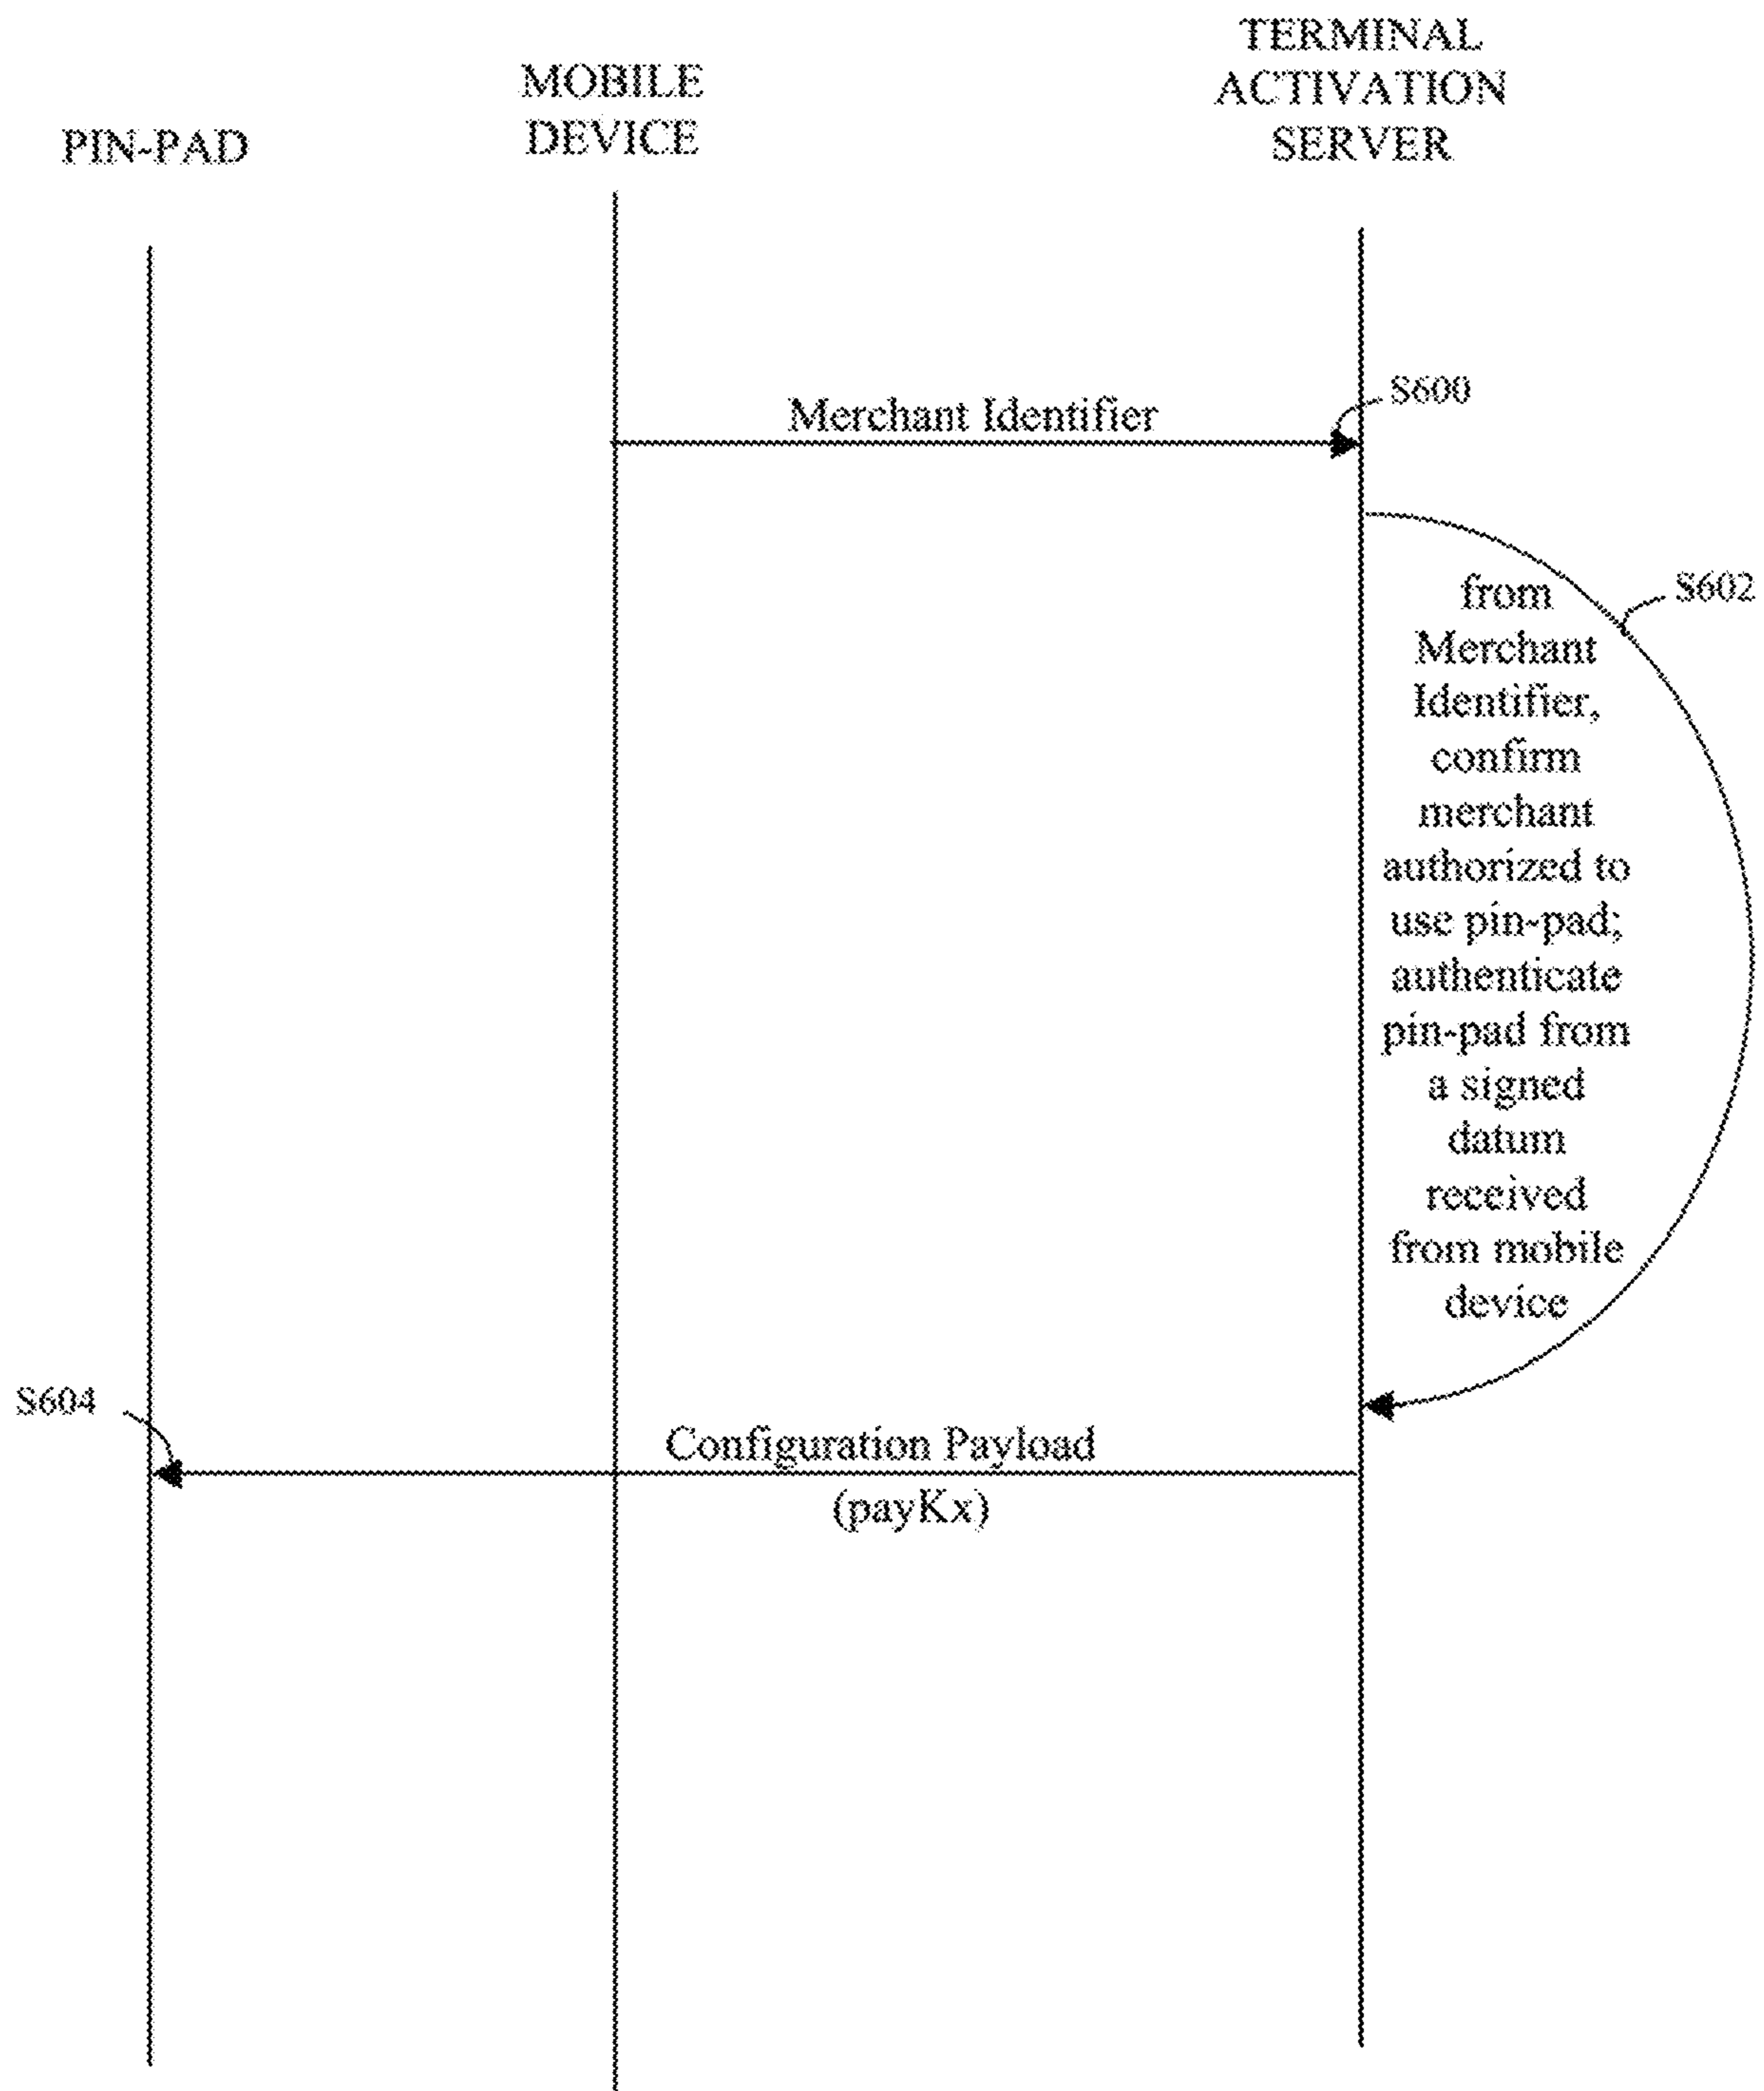 TERMINAL
ACTIVATION
SERVER
MOBILE
DEVICE
PIN-PAD
Merchant Identifier
S600
from
Merchant
Identifier,
confirm
merchant
authorized to
use pin-pad;
authenticate
pin-pad from
a signed
datum
received
from mobile
device
S602
S604
Configuration Payload
(payKx)